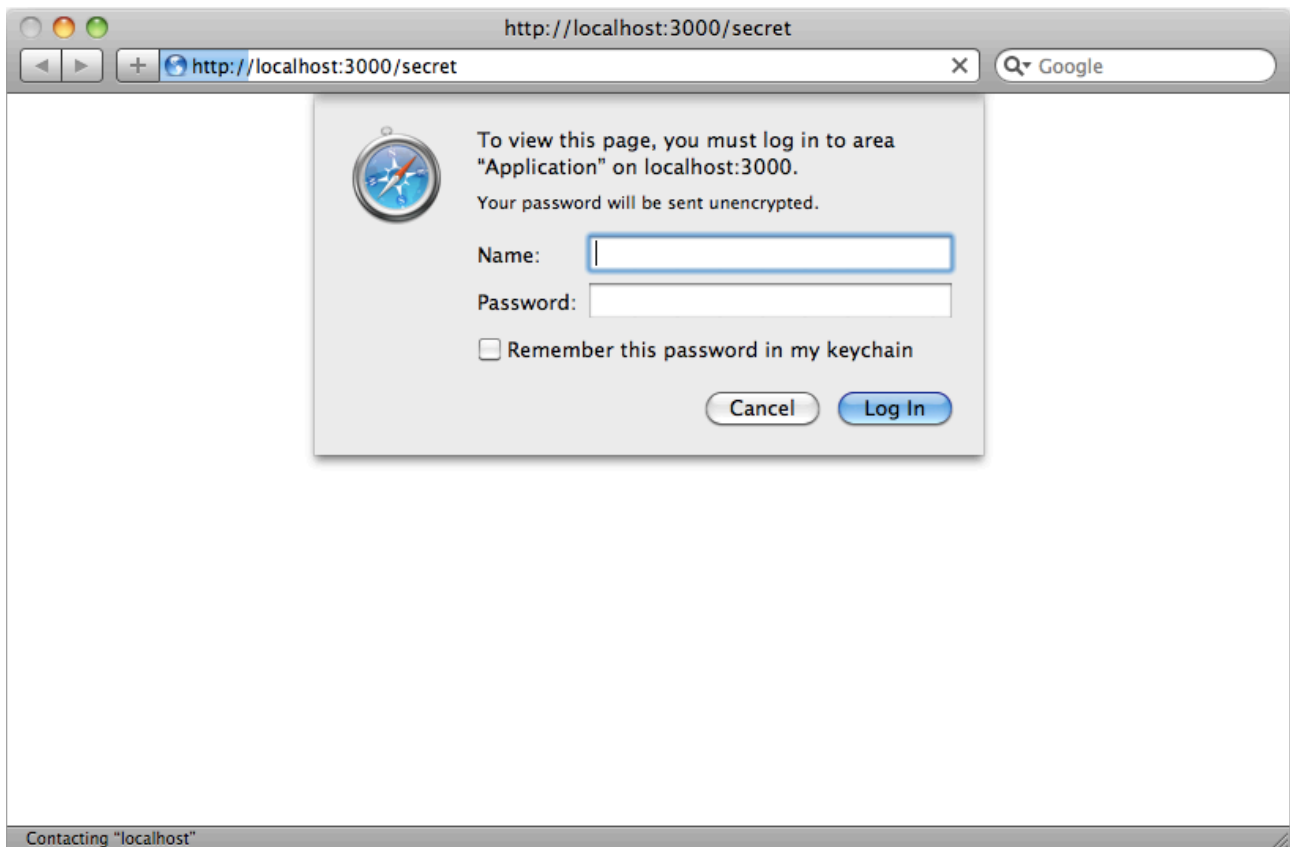 http://localhost:3000/secret
http://localhost:3000/secret
Google
To view this page, you must log in to area
“Application” on localhost:3000.
Your password will be sent unencrypted.
Name:
Password:
Remember this password in my keychain
Cancel
Log In
Contacting “localhost”